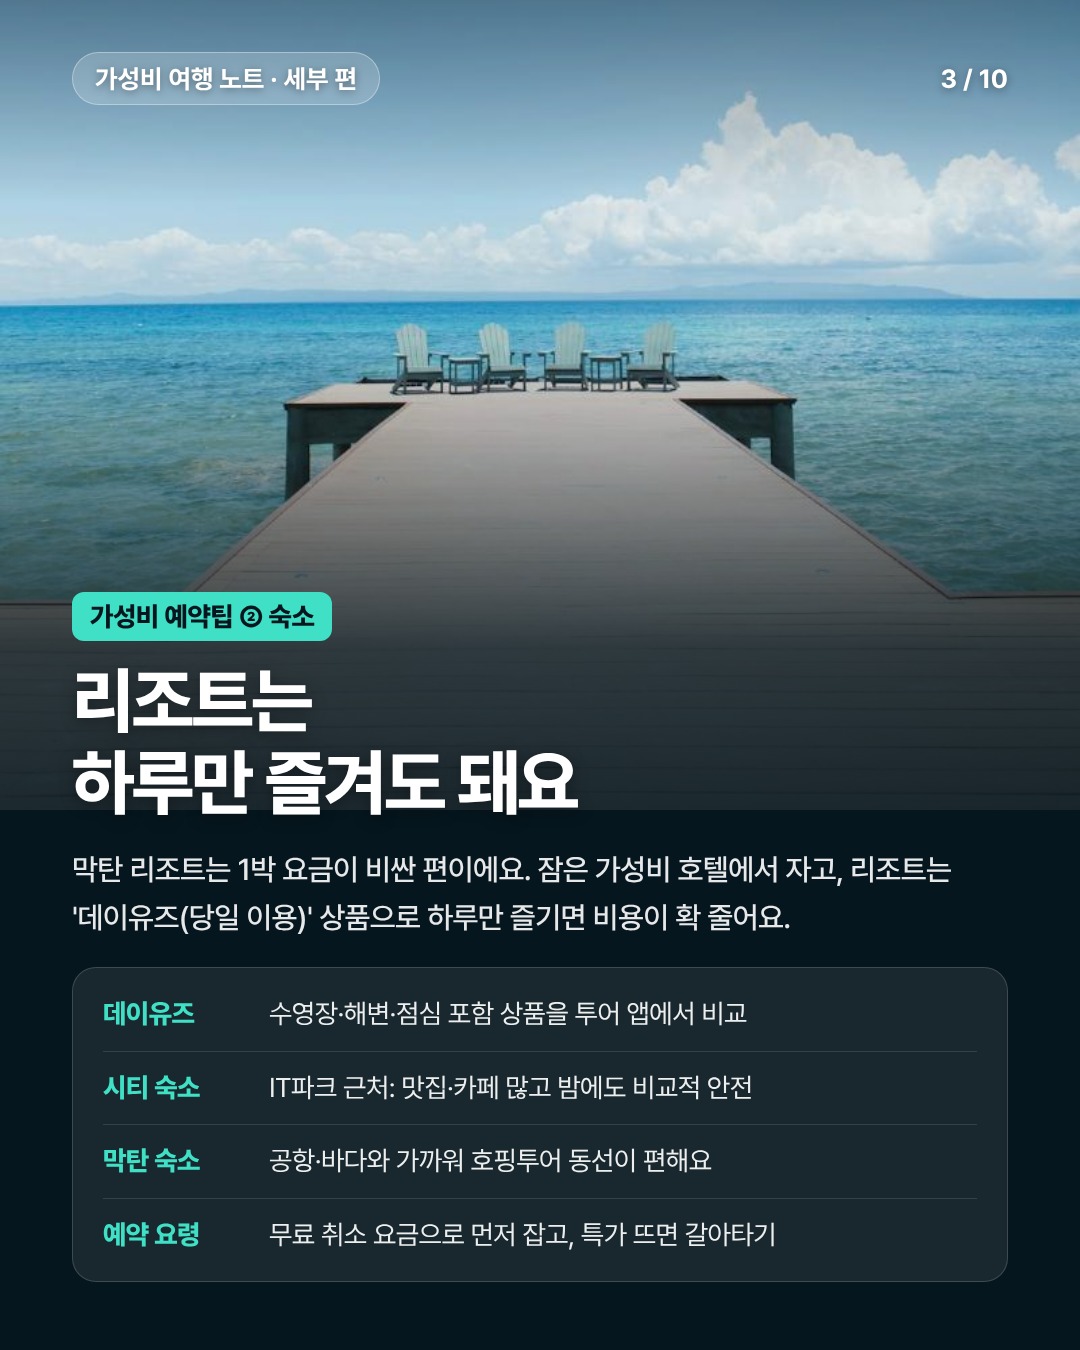 가성비 여행 노트 · 세부 편
3 / 10
가성비 예약팁 ② 숙소
리조트는
하루만 즐겨도 돼요
막탄 리조트는 1박 요금이 비싼 편이에요. 잠은 가성비 호텔에서 자고, 리조트는
'데이유즈(당일 이용)' 상품으로 하루만 즐기면 비용이 확 줄어요.
데이유즈 수영장·해변·점심 포함 상품을 투어 앱에서 비교
시티 숙소 IT파크 근처: 맛집·카페 많고 밤에도 비교적 안전
막탄 숙소 공항·바다와 가까워 호핑투어 동선이 편해요
예약 요령 무료 취소 요금으로 먼저 잡고, 특가 뜨면 갈아타기